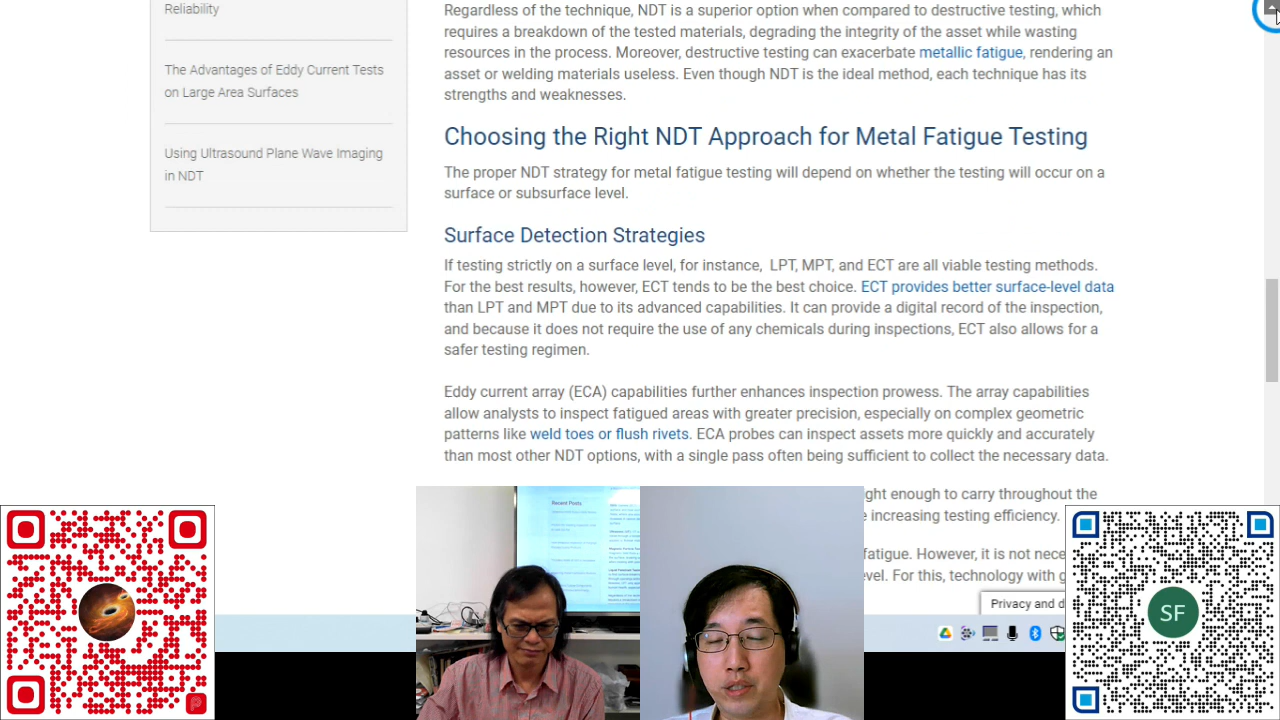 Reliability
The Advantages of Eddy Current Tests
on Large Area Surfaces
Using Ultrasound Plane Wave Imaging
in NDT
Regardless of the technique, NDT is a superior option when compared to destructive testing, which
requires a breakdown of the tested materials, degrading the integrity of the asset while wasting
resources in the process. Moreover, destructive testing can exacerbate metallic fatigue, rendering an
asset or welding materials useless. Even though NDT is the ideal method, each technique has its
strengths and weaknesses.
Choosing the Right NDT Approach for Metal Fatigue Testing
The proper NDT strategy for metal fatigue testing will depend on whether the testing will occur on a
surface or subsurface level.
Surface Detection Strategies
If testing strictly on a surface level, for instance, LPT, MPT, and ECT are all viable testing methods.
For the best results, however, ECT tends to be the best choice. ECT provides better surface-level data
than LPT and MPT due to its advanced capabilities. It can provide a digital record of the inspection,
and because it does not require the use of any chemicals during inspections, ECT also allows for a
safer testing regimen.
Eddy current array (ECA) capabilities further enhances inspection prowess. The array capabilities
allow analysts to inspect fatigued areas with greater precision, especially on complex geometric
patterns like weld toes or flush rivets. ECA probes can inspect assets more quickly and accurately
than most other NDT options, with a single pass often being sufficient to collect the necessary data.
enough to carry throughout the
increasing testing efficiency.
fatigue. However, it is not
For this, technology with
Privacy and
Recent Posts
SF